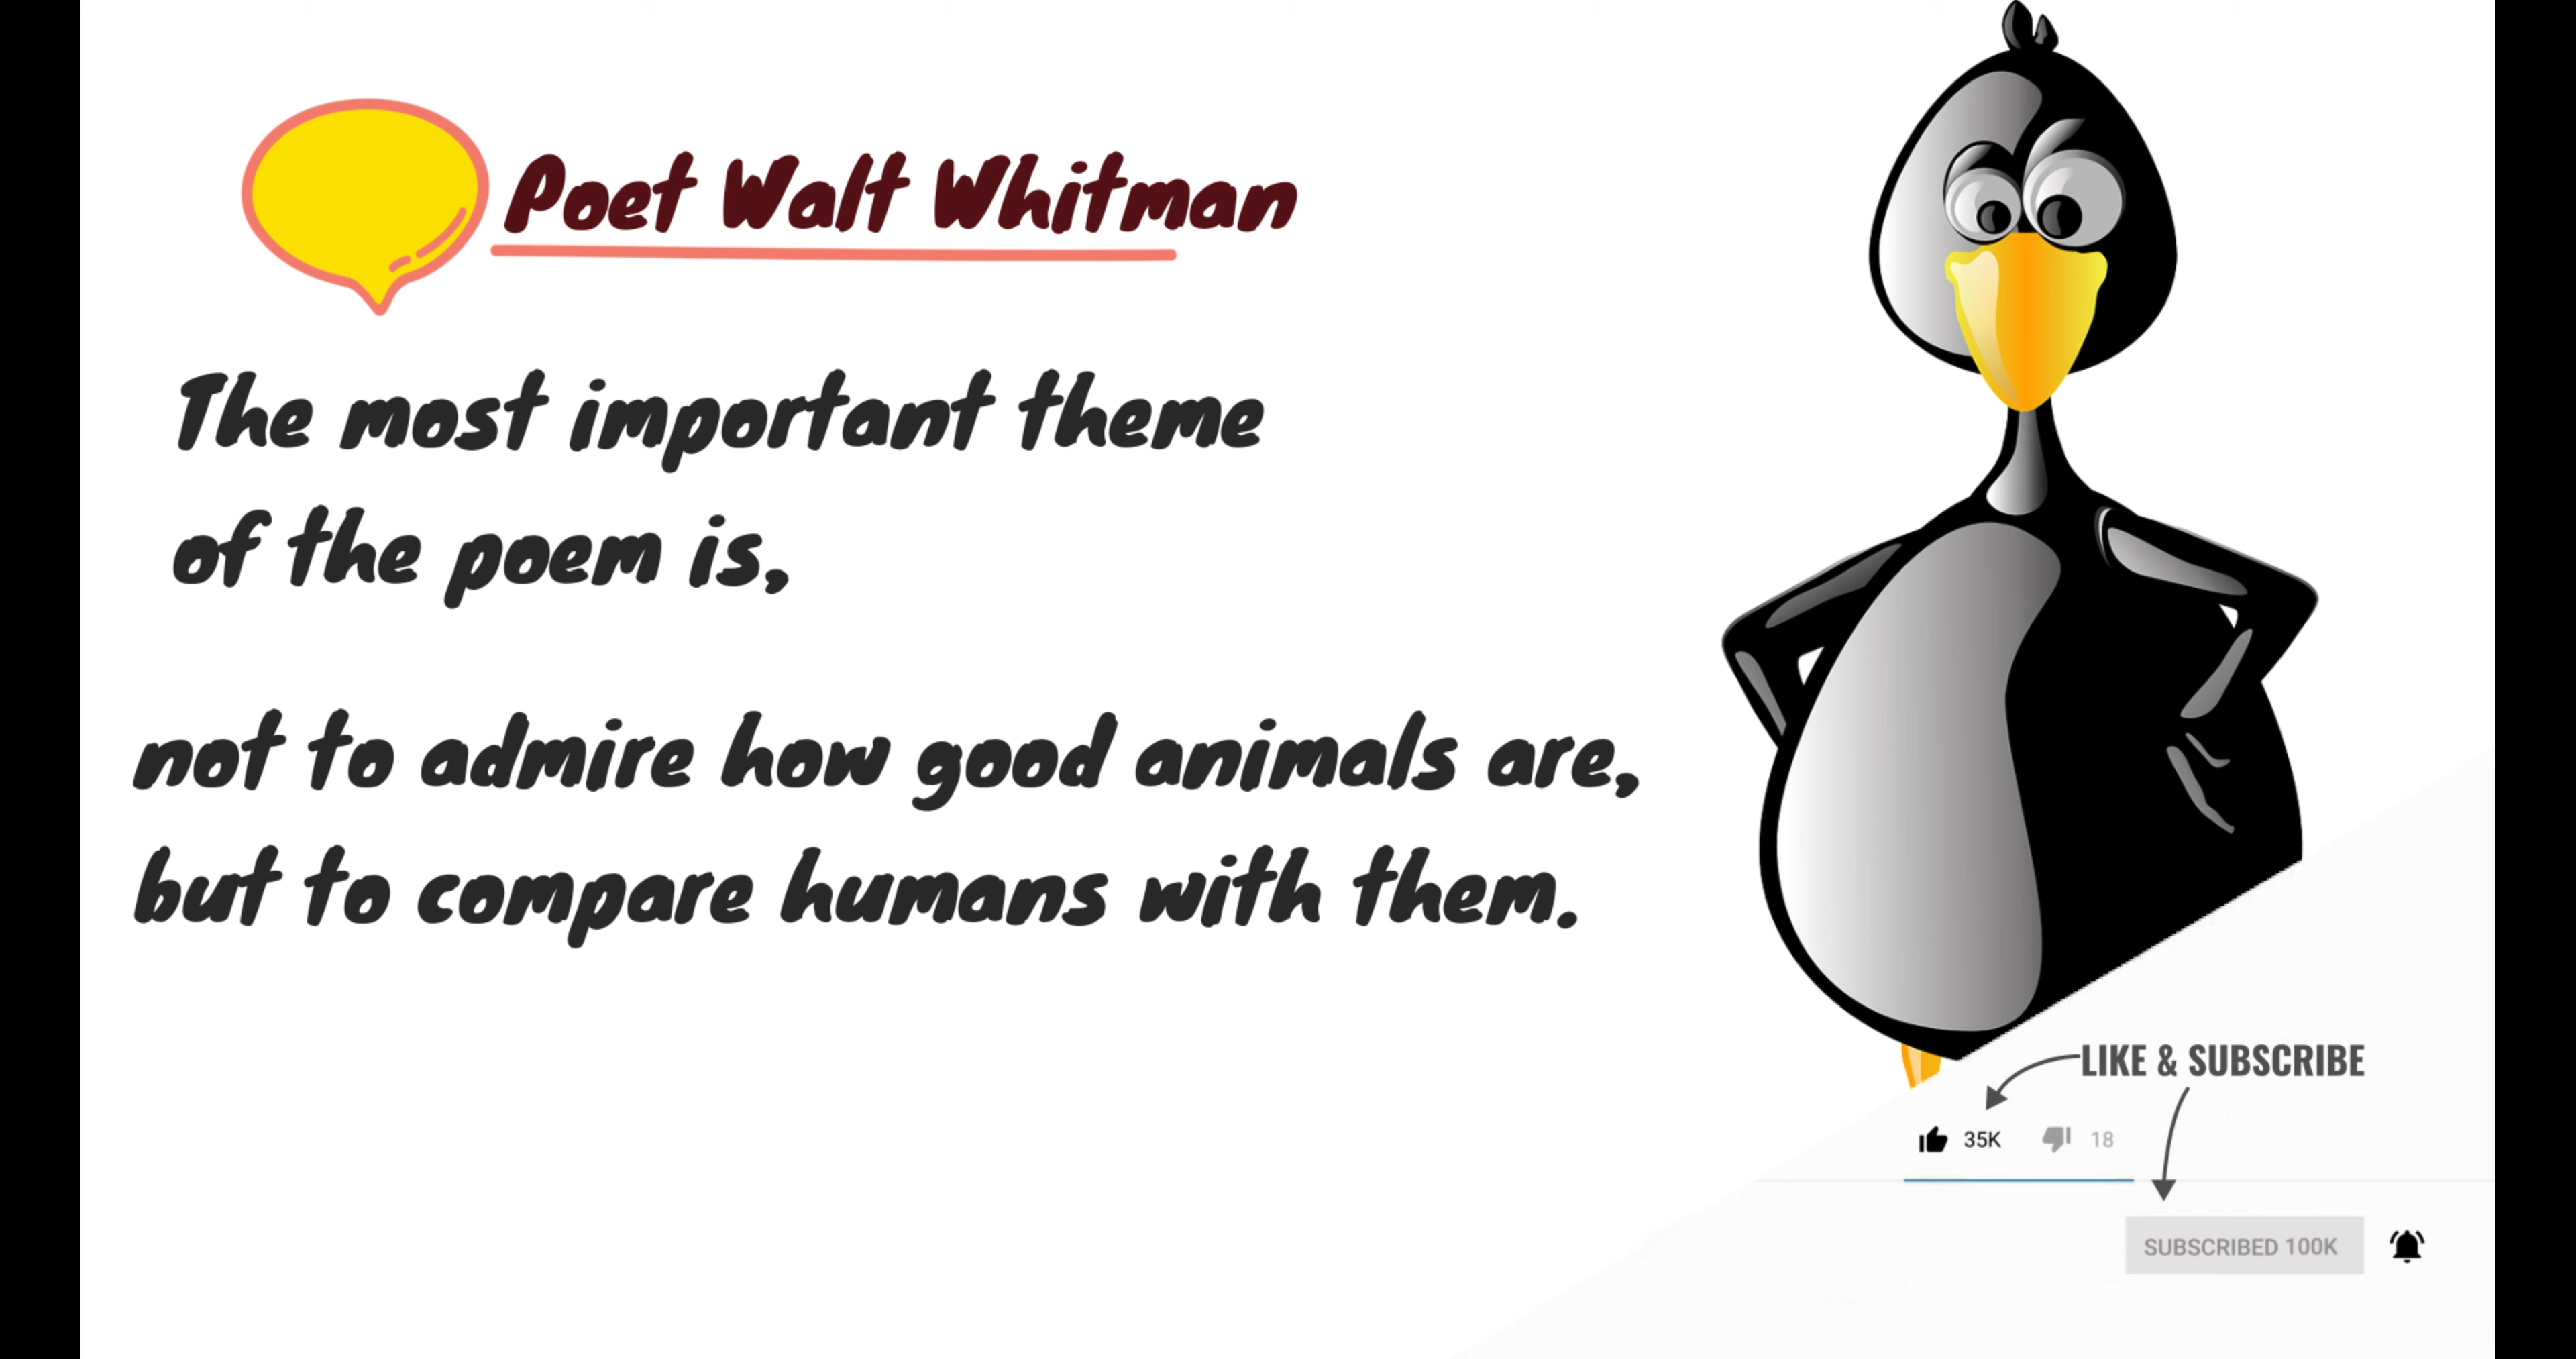 Poet Walt Whitman
The most important theme
of the poem is,
not to admire how good animals are,
but to compare humans with them.
LIKE & SUBSCRIBE
35K 18
SUBSCRIBED 100K